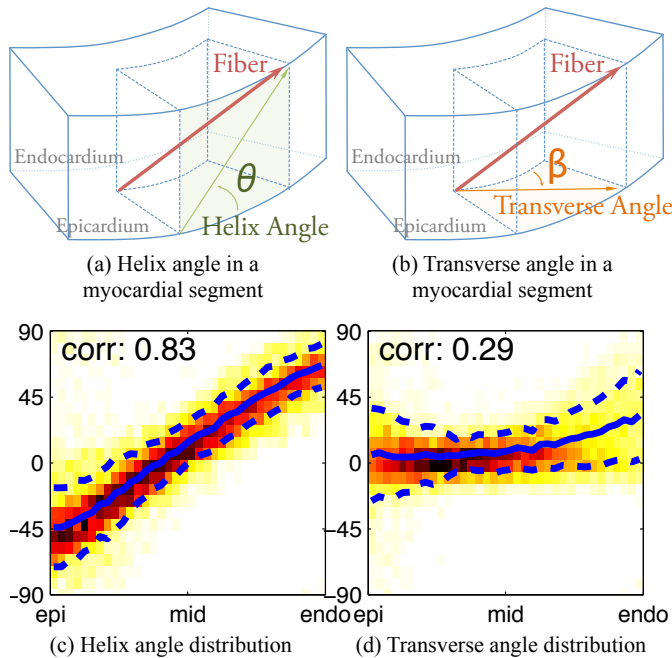 Fiber
Endocardium
θ
Epicardium
Helix Angle
(a) Helix angle in a
myocardial segment
Fiber
Endocardium
β
Transverse Angle
Epicardium
(b) Transverse angle in a
myocardial segment
90
45
0
−45
−90
corr: 0.83
epi mid endo
(c) Helix angle distribution
90
45
0
−45
−90
corr: 0.29
epi mid endo
(d) Transverse angle distribution